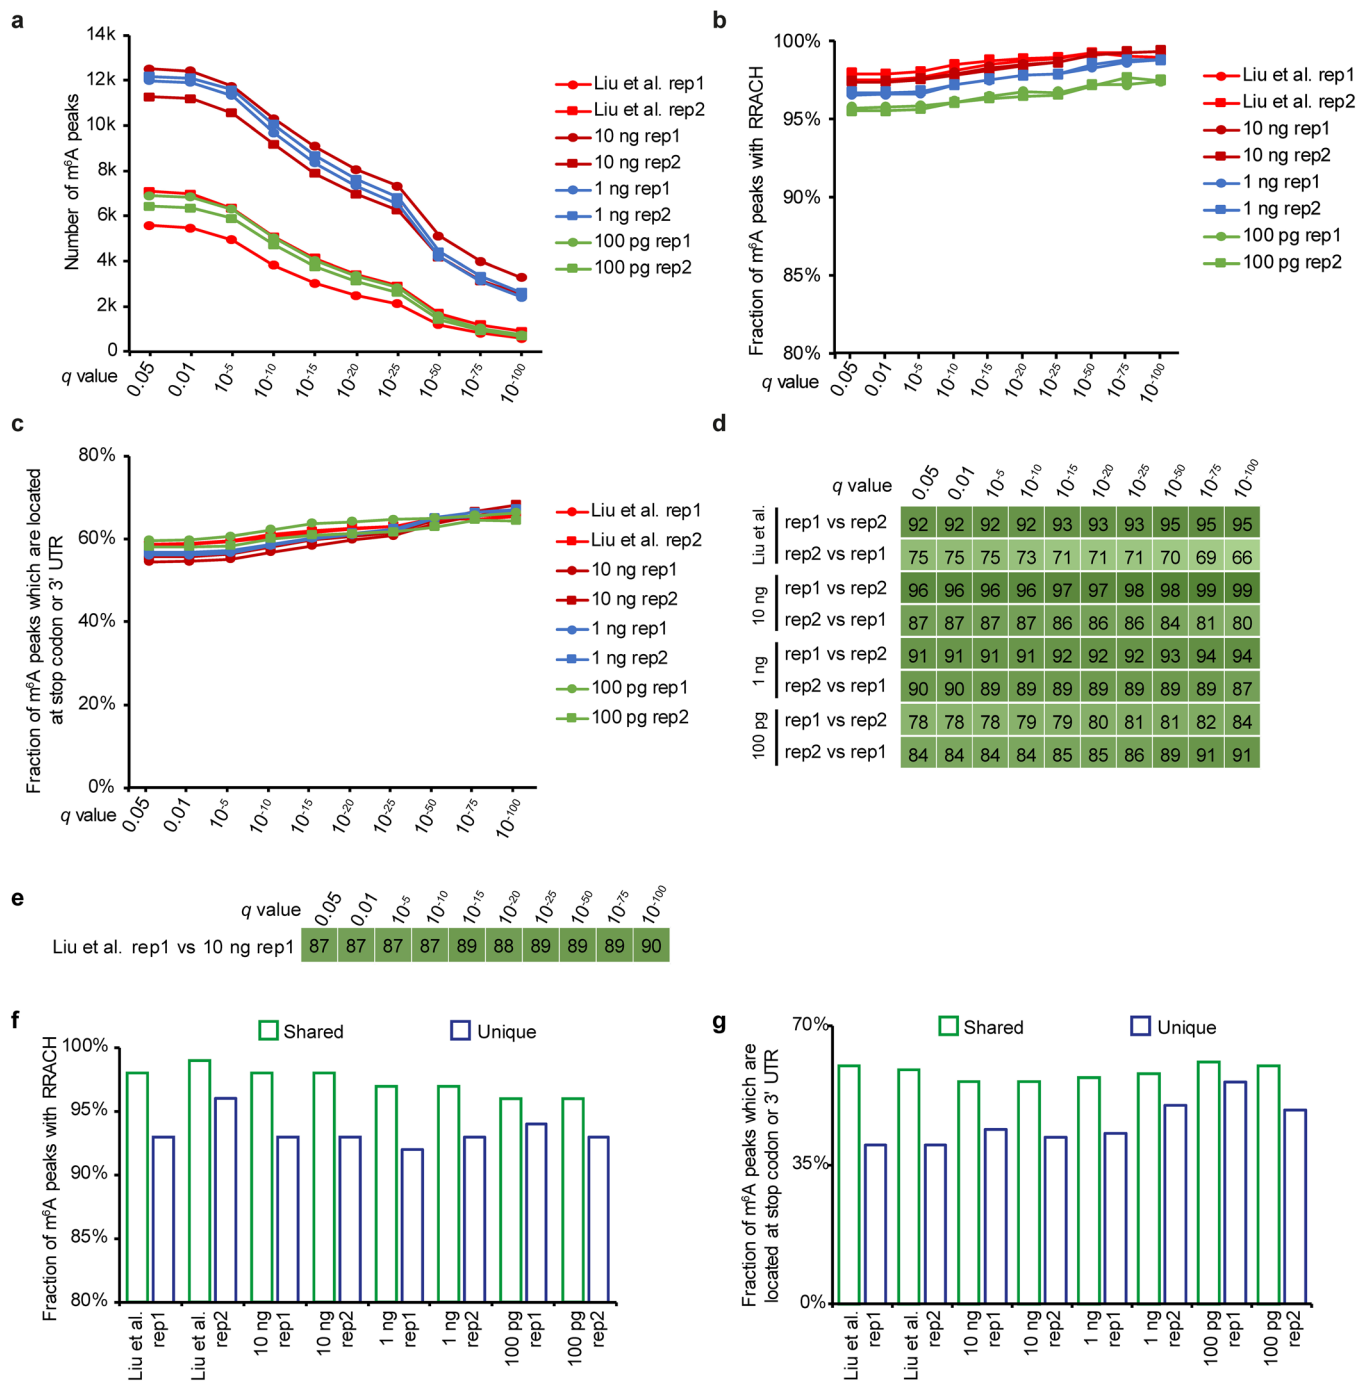 a
14k
12k
10k
8k
6k
4k
2k
0
Number of m⁶A peaks
q value
0.05 0.01 10⁻⁵ 10⁻¹⁰ 10⁻¹⁵ 10⁻²⁰ 10⁻²⁵ 10⁻⁵⁰ 10⁻⁷⁵ 10⁻¹⁰⁰
Liu et al. rep1
Liu et al. rep2
10 ng rep1
10 ng rep2
1 ng rep1
1 ng rep2
100 pg rep1
100 pg rep2
b
100%
95%
90%
85%
80%
Fraction of m⁶A peaks with RRACH
q value
0.05 0.01 10⁻⁵ 10⁻¹⁰ 10⁻¹⁵ 10⁻²⁰ 10⁻²⁵ 10⁻⁵⁰ 10⁻⁷⁵ 10⁻¹⁰⁰
Liu et al. rep1
Liu et al. rep2
10 ng rep1
10 ng rep2
1 ng rep1
1 ng rep2
100 pg rep1
100 pg rep2
c
80%
60%
40%
20%
0%
Fraction of m⁶A peaks which are located
at stop codon or 3' UTR
q value
0.05 0.01 10⁻⁵ 10⁻¹⁰ 10⁻¹⁵ 10⁻²⁰ 10⁻²⁵ 10⁻⁵⁰ 10⁻⁷⁵ 10⁻¹⁰⁰
Liu et al. rep1
Liu et al. rep2
10 ng rep1
10 ng rep2
1 ng rep1
1 ng rep2
100 pg rep1
100 pg rep2
d
q value 0.05 0.01 10⁻⁵ 10⁻¹⁰ 10⁻¹⁵ 10⁻²⁰ 10⁻²⁵ 10⁻⁵⁰ 10⁻⁷⁵ 10⁻¹⁰⁰
Liu et al.
rep1 vs rep2 92 92 92 92 93 93 93 95 95 95
rep2 vs rep1 75 75 75 73 71 71 71 70 69 66
10 ng
rep1 vs rep2 96 96 96 96 97 97 98 98 99 99
rep2 vs rep1 87 87 87 87 86 86 86 84 81 80
1 ng
rep1 vs rep2 91 91 91 91 92 92 92 93 94 94
rep2 vs rep1 90 90 89 89 89 89 89 89 89 87
100 pg
rep1 vs rep2 78 78 78 79 79 80 81 81 82 84
rep2 vs rep1 84 84 84 84 85 85 86 89 91 91
e
q value 0.05 0.01 10⁻⁵ 10⁻¹⁰ 10⁻¹⁵ 10⁻²⁰ 10⁻²⁵ 10⁻⁵⁰ 10⁻⁷⁵ 10⁻¹⁰⁰
Liu et al. rep1 vs 10 ng rep1 87 87 87 87 89 88 89 89 89 90
f
Shared Unique
100%
95%
90%
85%
80%
Fraction of m⁶A peaks with RRACH
Liu et al. rep1
Liu et al. rep2
10 ng rep1
10 ng rep2
1 ng rep1
1 ng rep2
100 pg rep1
100 pg rep2
g
Shared Unique
70%
35%
0%
Fraction of m⁶A peaks which are
located at stop codon or 3' UTR
Liu et al. rep1
Liu et al. rep2
10 ng rep1
10 ng rep2
1 ng rep1
1 ng rep2
100 pg rep1
100 pg rep2